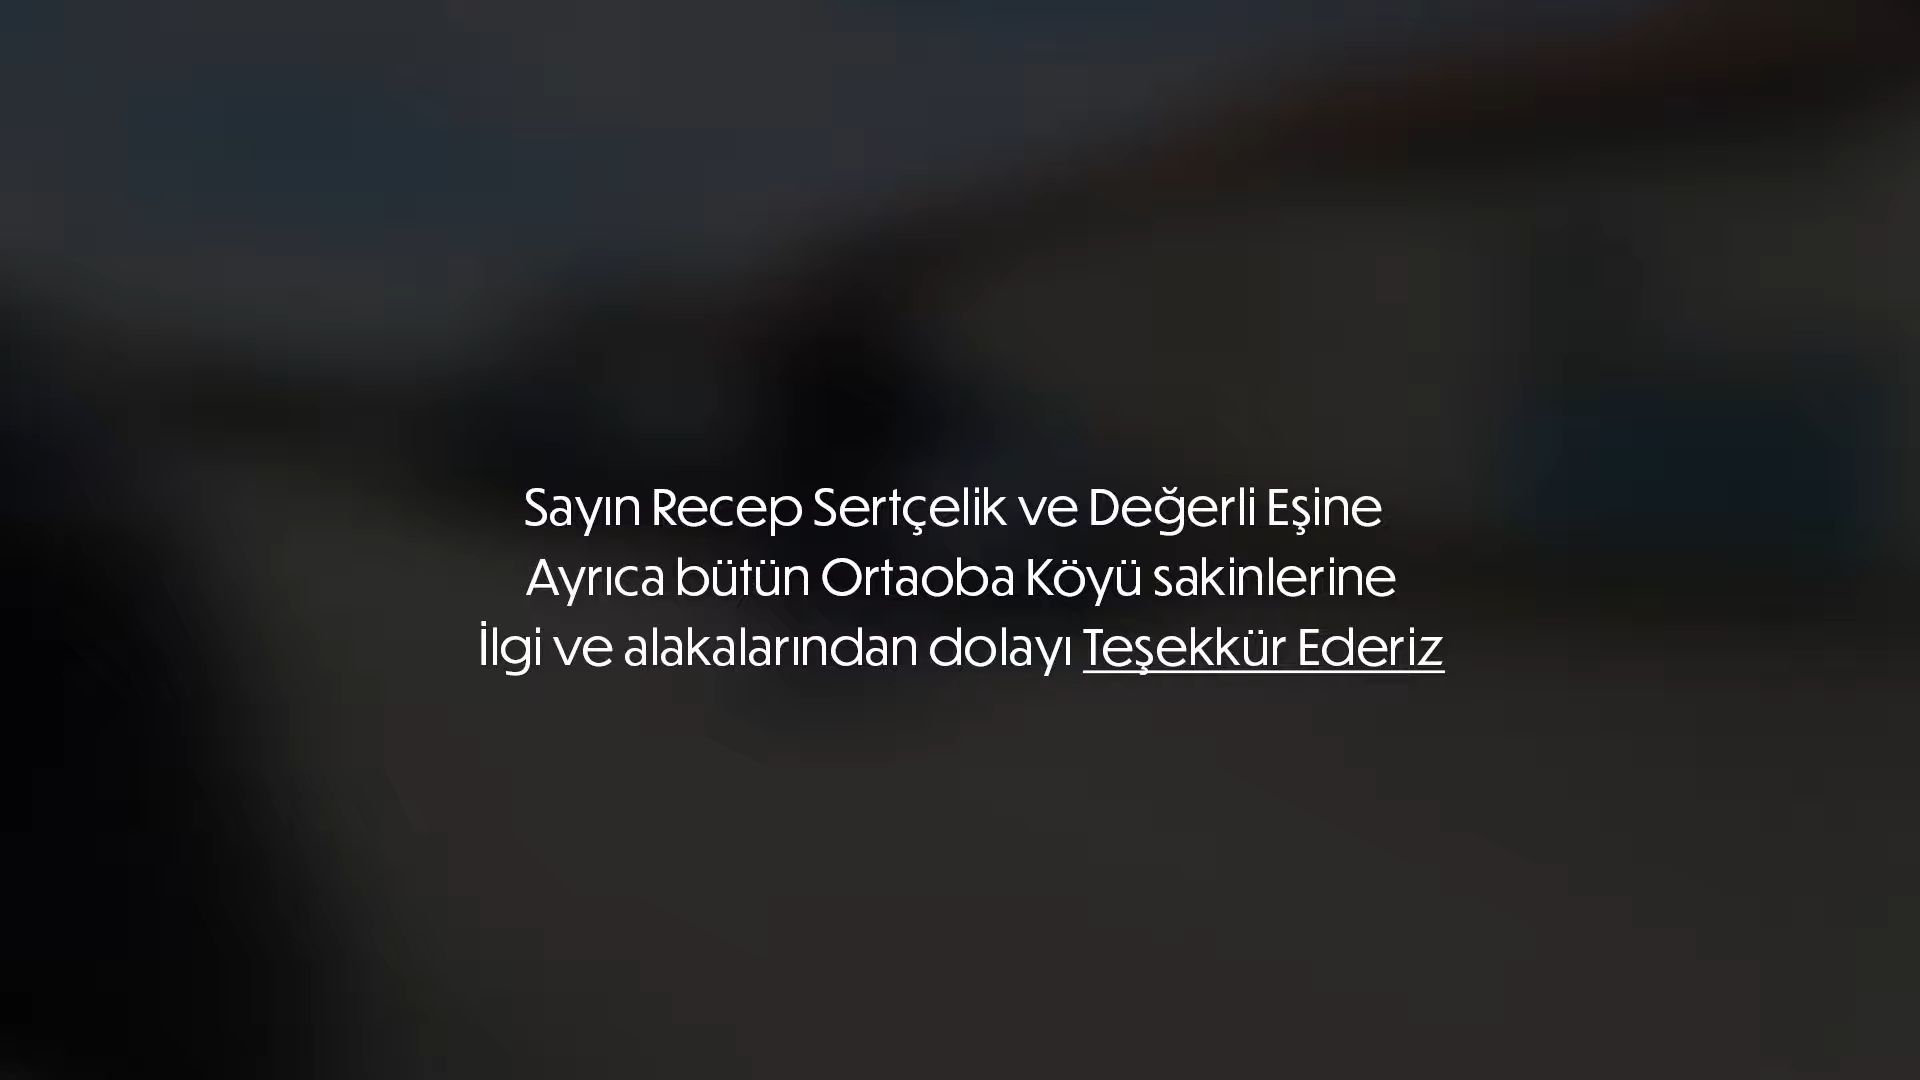 Sayın Recep Sertçelik ve Değerli Eşine
Ayrıca bütün Ortaoba Köyü sakinlerine
İlgi ve alakalarından dolayı Teşekkür Ederiz